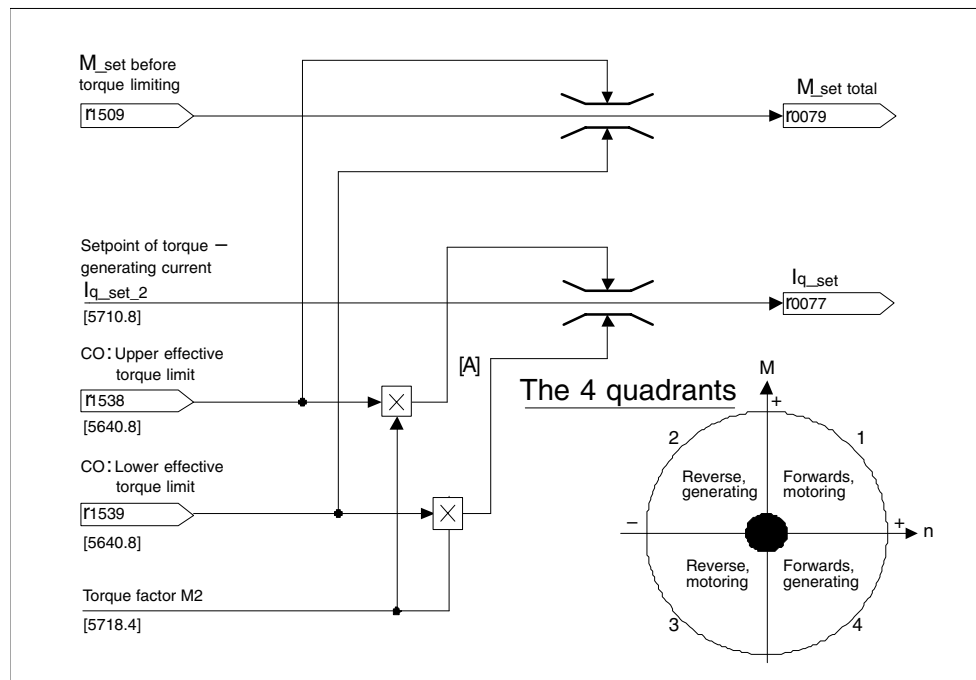 M_set before
torque limiting
r1509
M_set total
r0079
Setpoint of torque –
generating current
Iq_set_2
[5710.8]
Iq_set
r0077
CO: Upper effective
torque limit
r1538
[5640.8]
[A]
CO: Lower effective
torque limit
r1539
[5640.8]
Torque factor M2
[5718.4]
The 4 quadrants
M
+
2
1
Reverse,
generating
Forwards,
motoring
–
+
n
Reverse,
motoring
Forwards,
generating
3
4